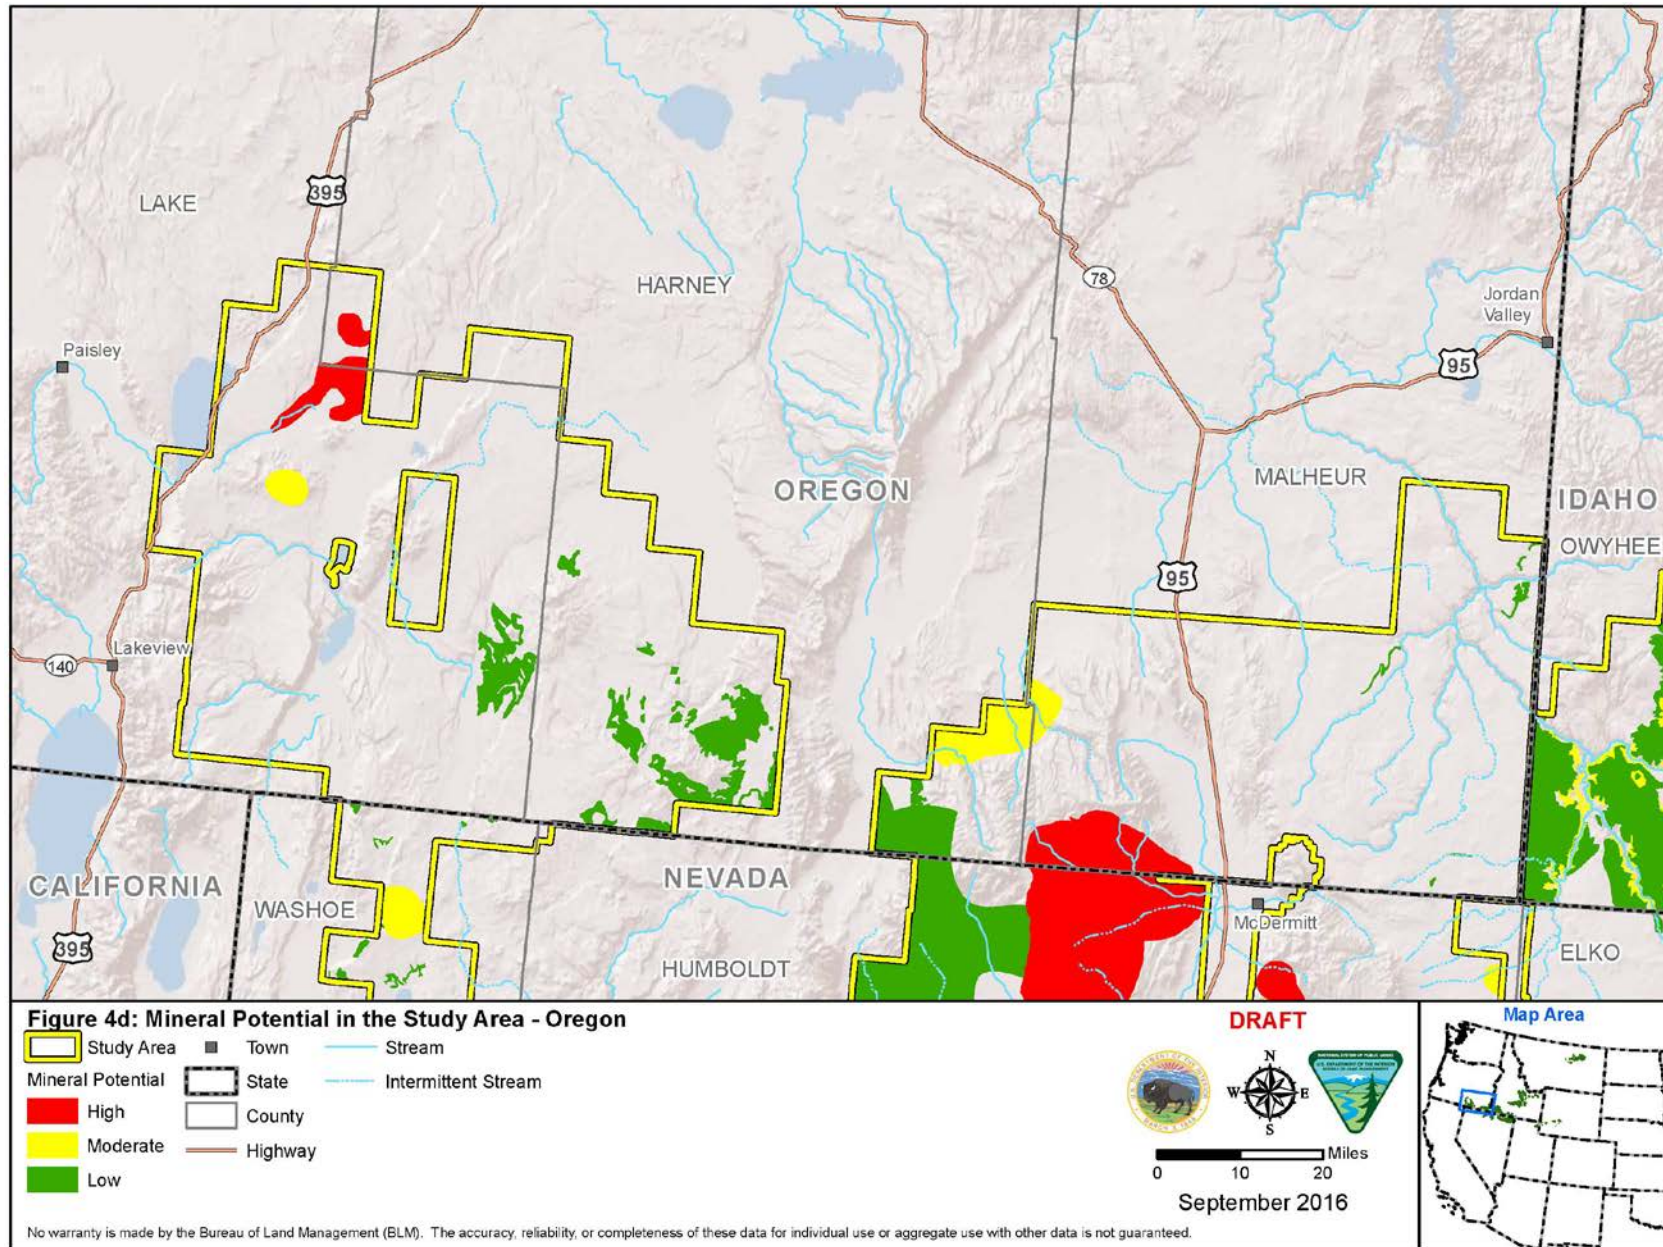 LAKE
395
HARNEY
78
Jordan
Valley
Paisley
95
OREGON
MALHEUR
IDAHO
OWYHEE
95
Lakeview
140
CALIFORNIA
NEVADA
WASHOE
McDermitt
395
HUMBOLDT
ELKO
Figure 4d: Mineral Potential in the Study Area - Oregon
Study Area
Town
Stream
Mineral Potential
State
Intermittent Stream
High
County
Moderate
Highway
Low
DRAFT
N
W E
S
Miles
0 10 20
September 2016
Map Area
No warranty is made by the Bureau of Land Management (BLM). The accuracy, reliability, or completeness of these data for individual use or aggregate use with other data is not guaranteed.